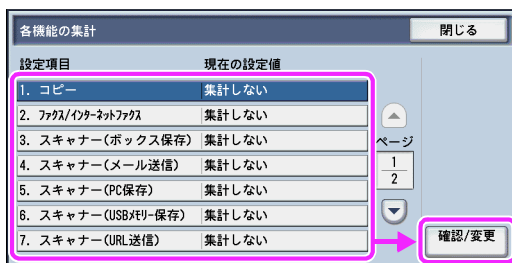 各機能の集計
閉じる
設定項目 現在の設定値
1. コピー 集計しない
2. ファクス/インターネットファクス 集計しない
3. スキャナー(ボックス保存) 集計しない
4. スキャナー(メール送信) 集計しない
5. スキャナー(PC保存) 集計しない
6. スキャナー(USBメモリー保存) 集計しない
7. スキャナー(URL送信) 集計しない
ページ
1
2
確認/変更